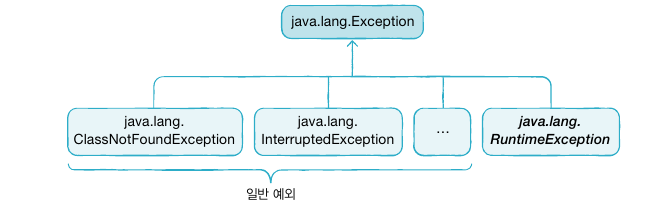 java.lang.Exception
java.lang.
ClassNotFoundException
java.lang.
InterruptedException
...
java.lang.
RuntimeException
일반 예외